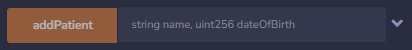 addPatient string name, uint256 dateOfBirth